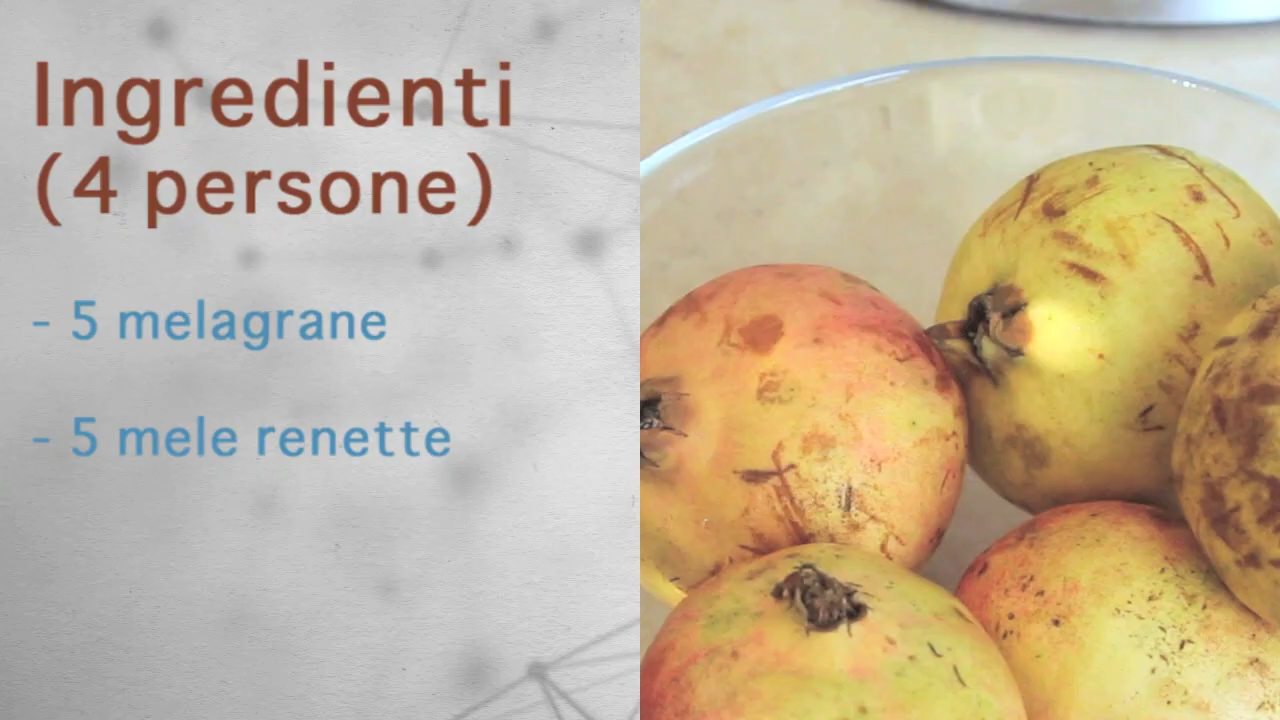 Ingredienti
(4 persone)
- 5 melagrane
- 5 mele renette